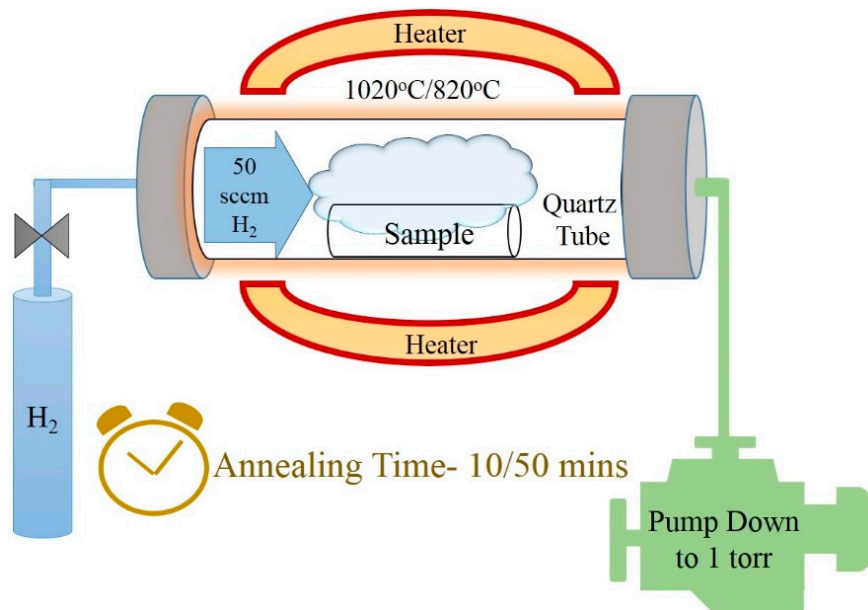 Heater
1020°C/820°C
50
sccm
H₂
Sample
Quartz
Tube
Heater
H₂
Annealing Time- 10/50 mins
Pump Down
to 1 torr